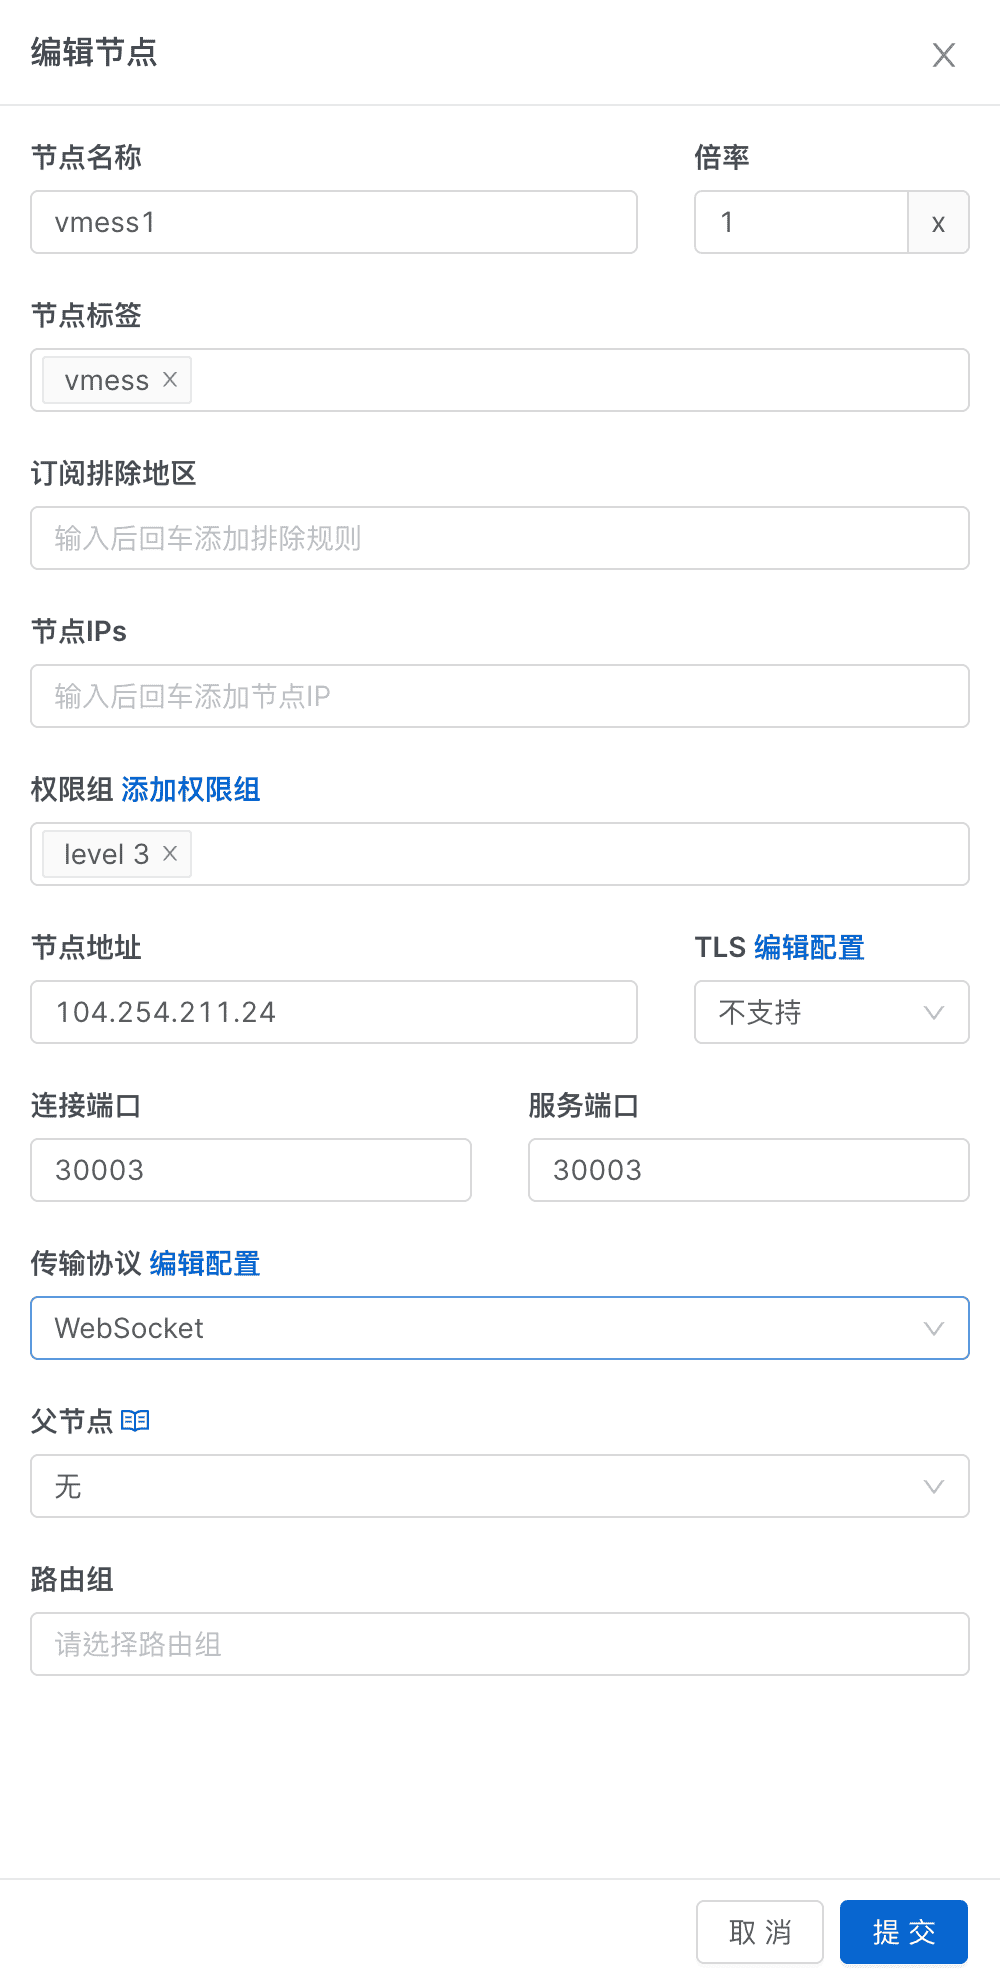 编辑节点
节点名称 倍率
vmess1 1 x
节点标签
vmess
订阅排除地区
输入后回车添加排除规则
节点IPs
输入后回车添加节点IP
权限组 添加权限组
level 3
节点地址 TLS 编辑配置
104.254.211.24 不支持
连接端口 服务端口
30003 30003
传输协议 编辑配置
WebSocket
父节点
无
路由组
请选择路由组
取 消 提 交